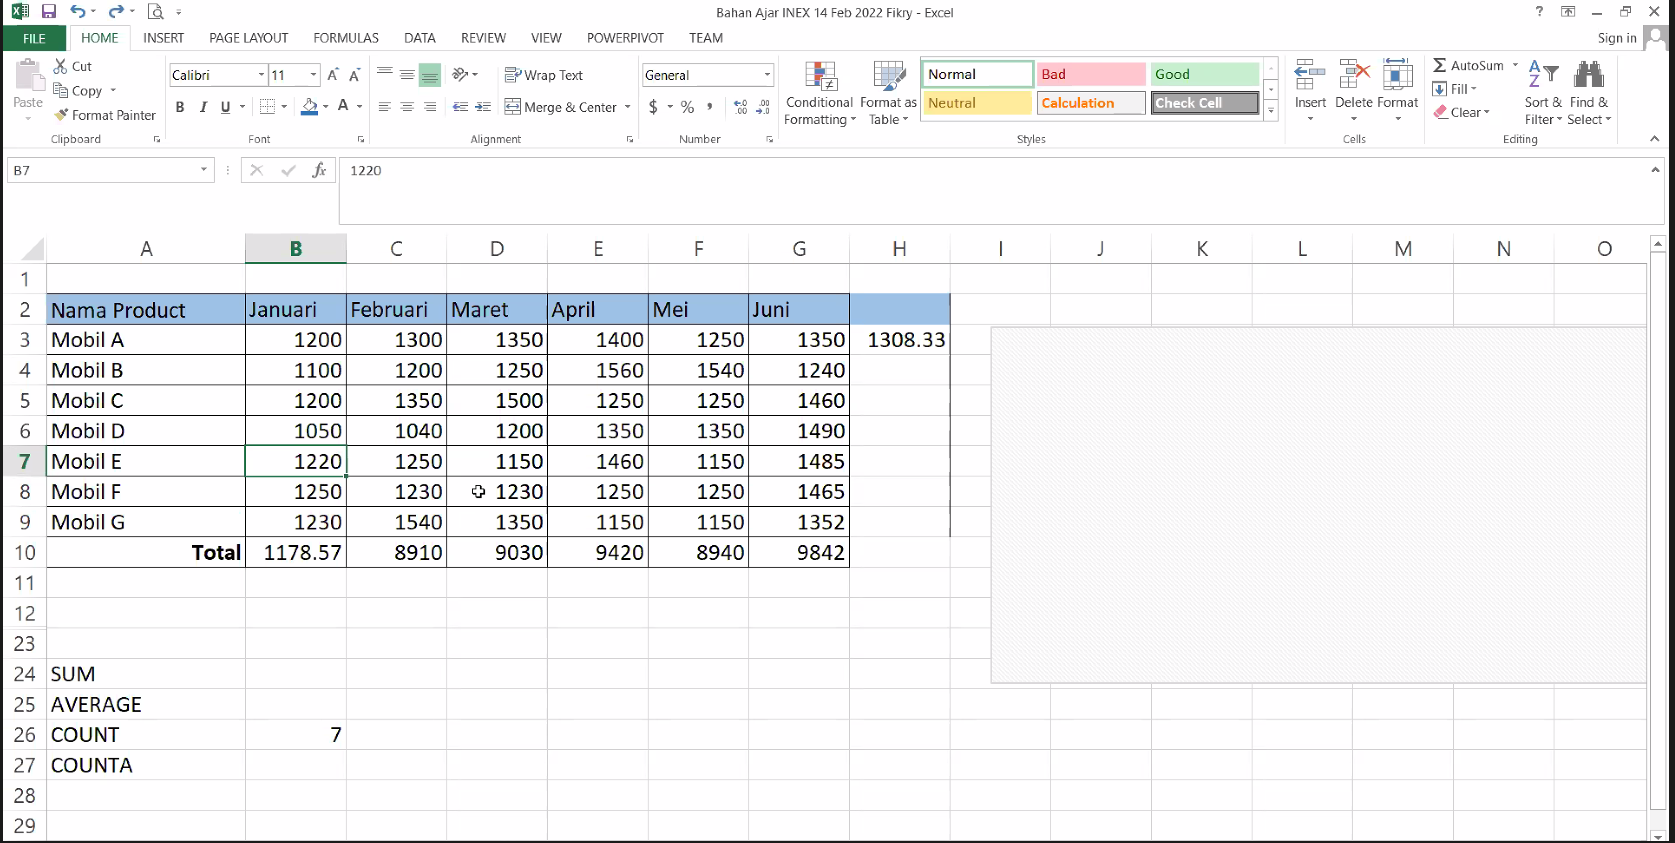 Bahan Ajar INEX 14 Feb 2022 Fikry - Excel
?
FILE HOME INSERT PAGE LAYOUT FORMULAS DATA REVIEW VIEW POWERPIVOT TEAM Sign in
Paste
Cut
Copy
Format Painter
Clipboard
Calibri 11
B I U A
Font
Wrap Text
Merge & Center
Alignment
General
$ % ,
Number
Conditional Formatting
Format as Table
Normal Bad Good
Neutral Calculation Check Cell
Styles
Insert Delete Format
Cells
AutoSum
Fill
Clear
Sort & Filter
Find & Select
Editing
B7 fx 1220
A B C D E F G H I J K L M N O
1
2 Nama Product Januari Februari Maret April Mei Juni
3 Mobil A 1200 1300 1350 1400 1250 1350 1308.33
4 Mobil B 1100 1200 1250 1560 1540 1240
5 Mobil C 1200 1350 1500 1250 1250 1460
6 Mobil D 1050 1040 1200 1350 1350 1490
7 Mobil E 1220 1250 1150 1460 1150 1485
8 Mobil F 1250 1230 1230 1250 1250 1465
9 Mobil G 1230 1540 1350 1150 1150 1352
10 Total 1178.57 8910 9030 9420 8940 9842
11
12
23
24 SUM
25 AVERAGE
26 COUNT 7
27 COUNTA
28
29